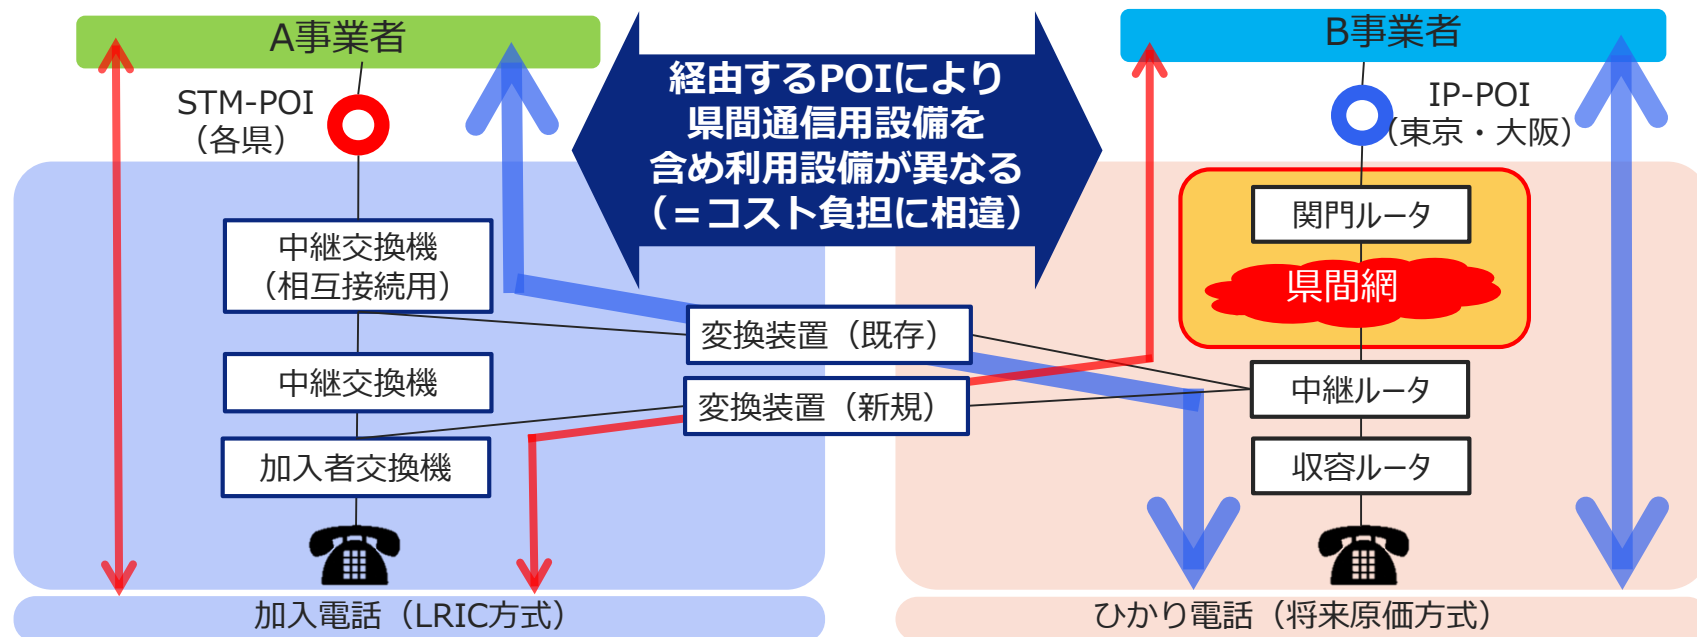 A事業者
STM-POI
（各県）
経由するPOIにより
県間通信用設備を
含め利用設備が異なる
（＝コスト負担に相違）
B事業者
IP-POI
（東京・大阪）
中継交換機
（相互接続用）
中継交換機
加入者交換機
変換装置（既存）
変換装置（新規）
関門ルータ
県間網
中継ルータ
収容ルータ
加入電話（LRIC方式）
ひかり電話（将来原価方式）